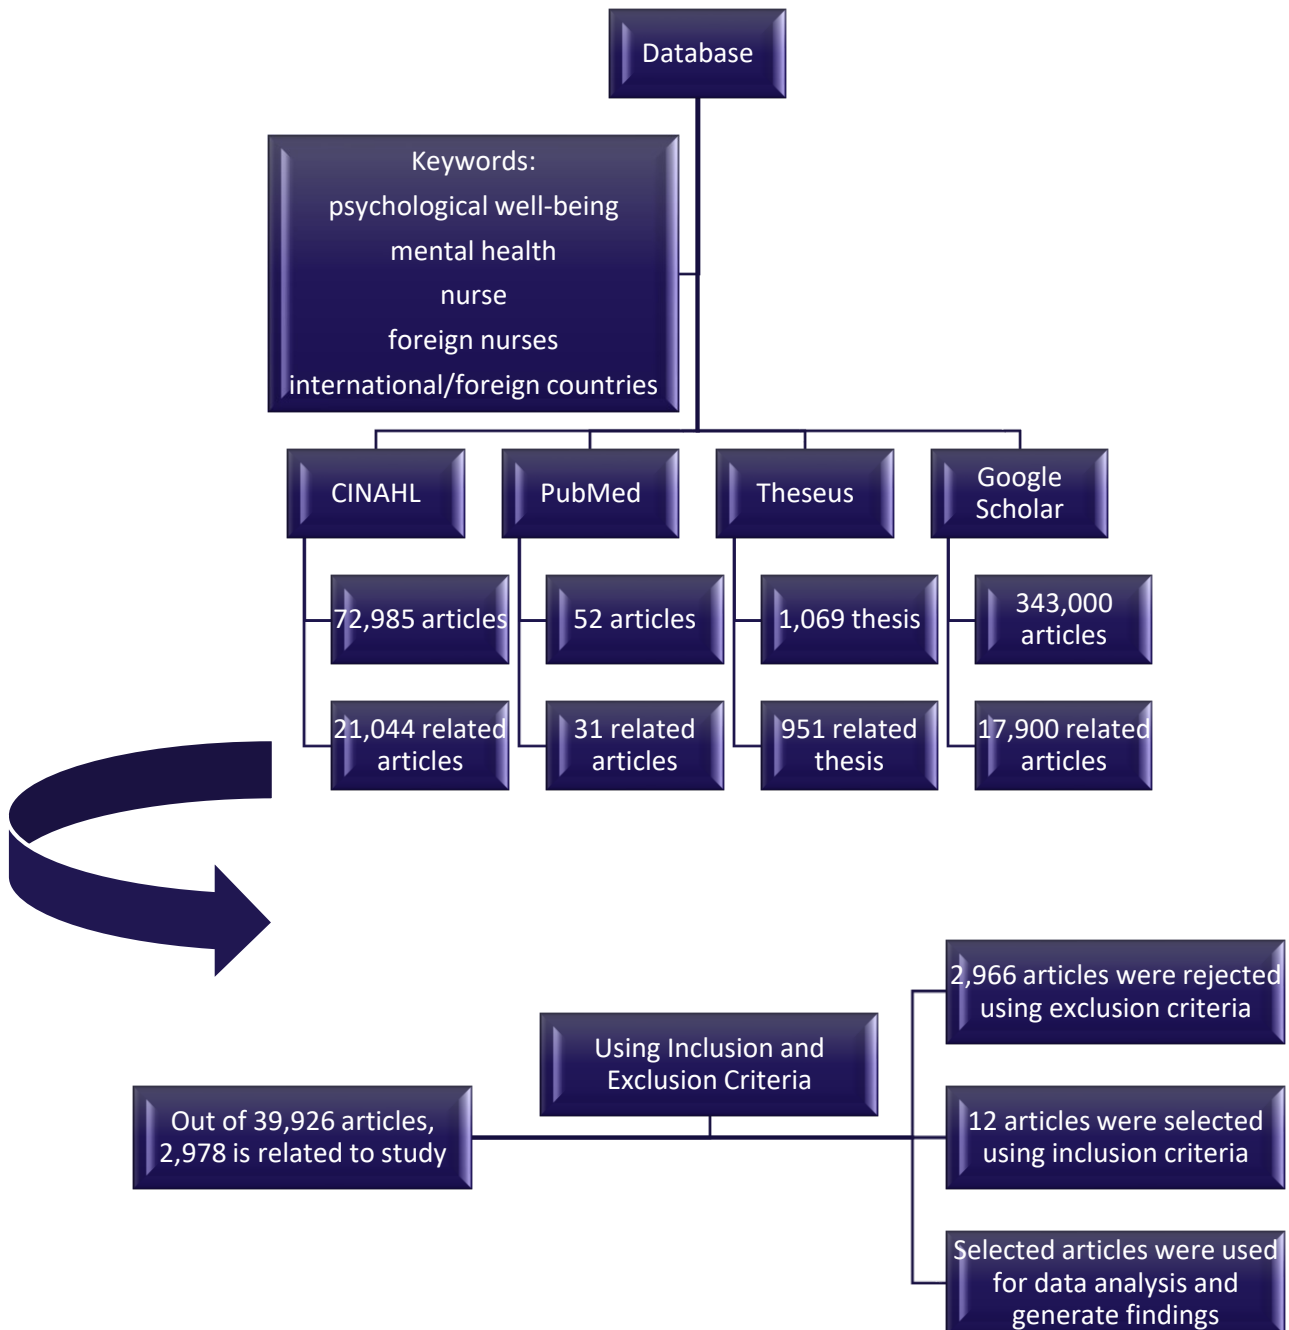 Database
Keywords:
psychological well-being
mental health
nurse
foreign nurses
international/foreign countries
CINAHL
PubMed
Theseus
Google
Scholar
72,985 articles
52 articles
1,069 thesis
343,000
articles
21,044 related
articles
31 related
articles
951 related
thesis
17,900 related
articles
2,966 articles were rejected
using exclusion criteria
Using Inclusion and
Exclusion Criteria
Out of 39,926 articles,
2,978 is related to study
12 articles were selected
using inclusion criteria
Selected articles were used
for data analysis and
generate findings